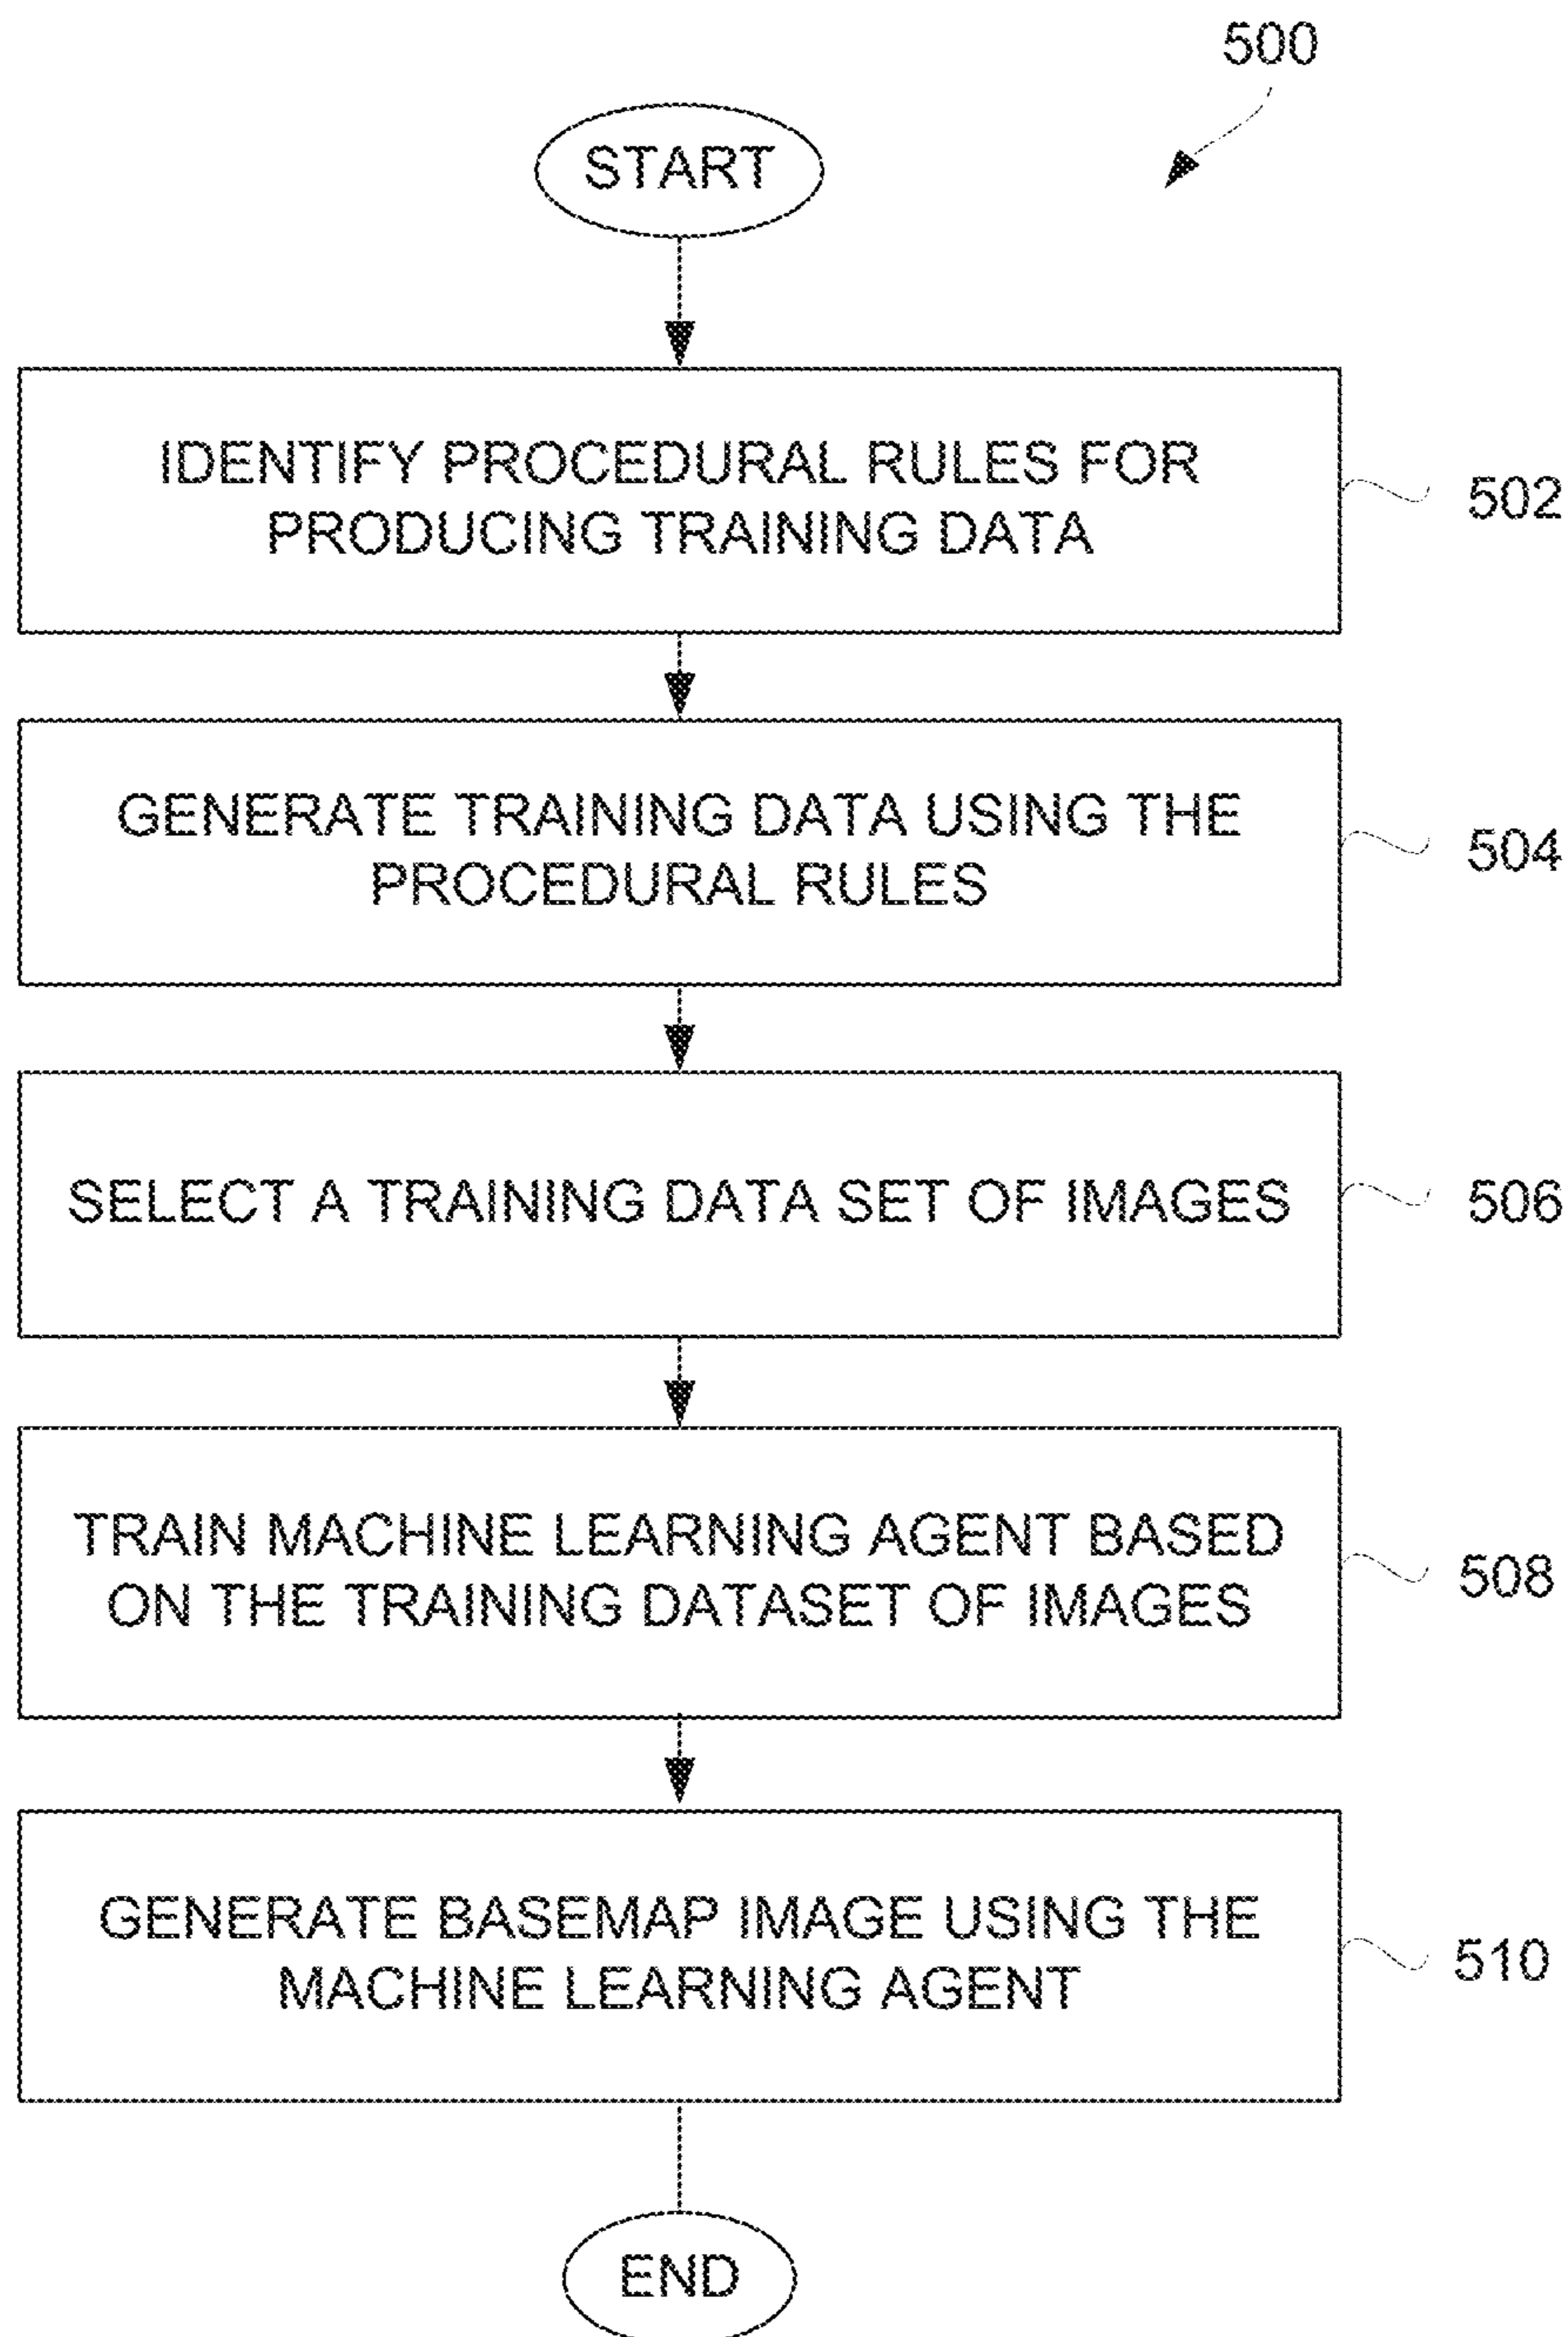 500
START
IDENTIFY PROCEDURAL RULES FOR
PRODUCING TRAINING DATA
502
GENERATE TRAINING DATA USING THE
PROCEDURAL RULES
504
SELECT A TRAINING DATA SET OF IMAGES
506
TRAIN MACHINE LEARNING AGENT BASED
ON THE TRAINING DATASET OF IMAGES
508
GENERATE BASEMAP IMAGE USING THE
MACHINE LEARNING AGENT
510
END